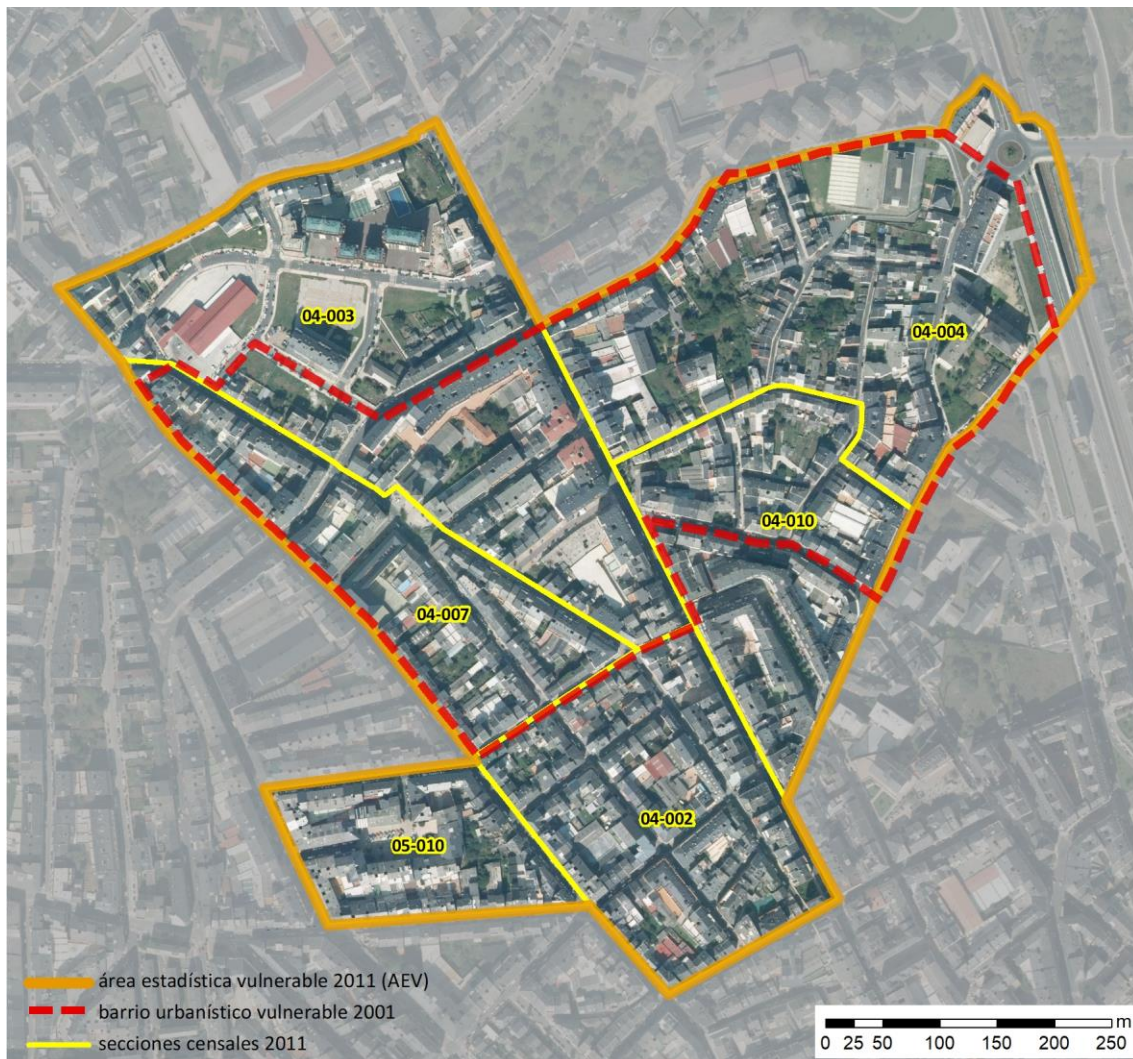 04-003
04-004
04-010
04-007
04-002
05-010
área estadística vulnerable 2011 (AEV)
barrio urbanístico vulnerable 2001
secciones censales 2011
m
0 25 50 100 150 200 250